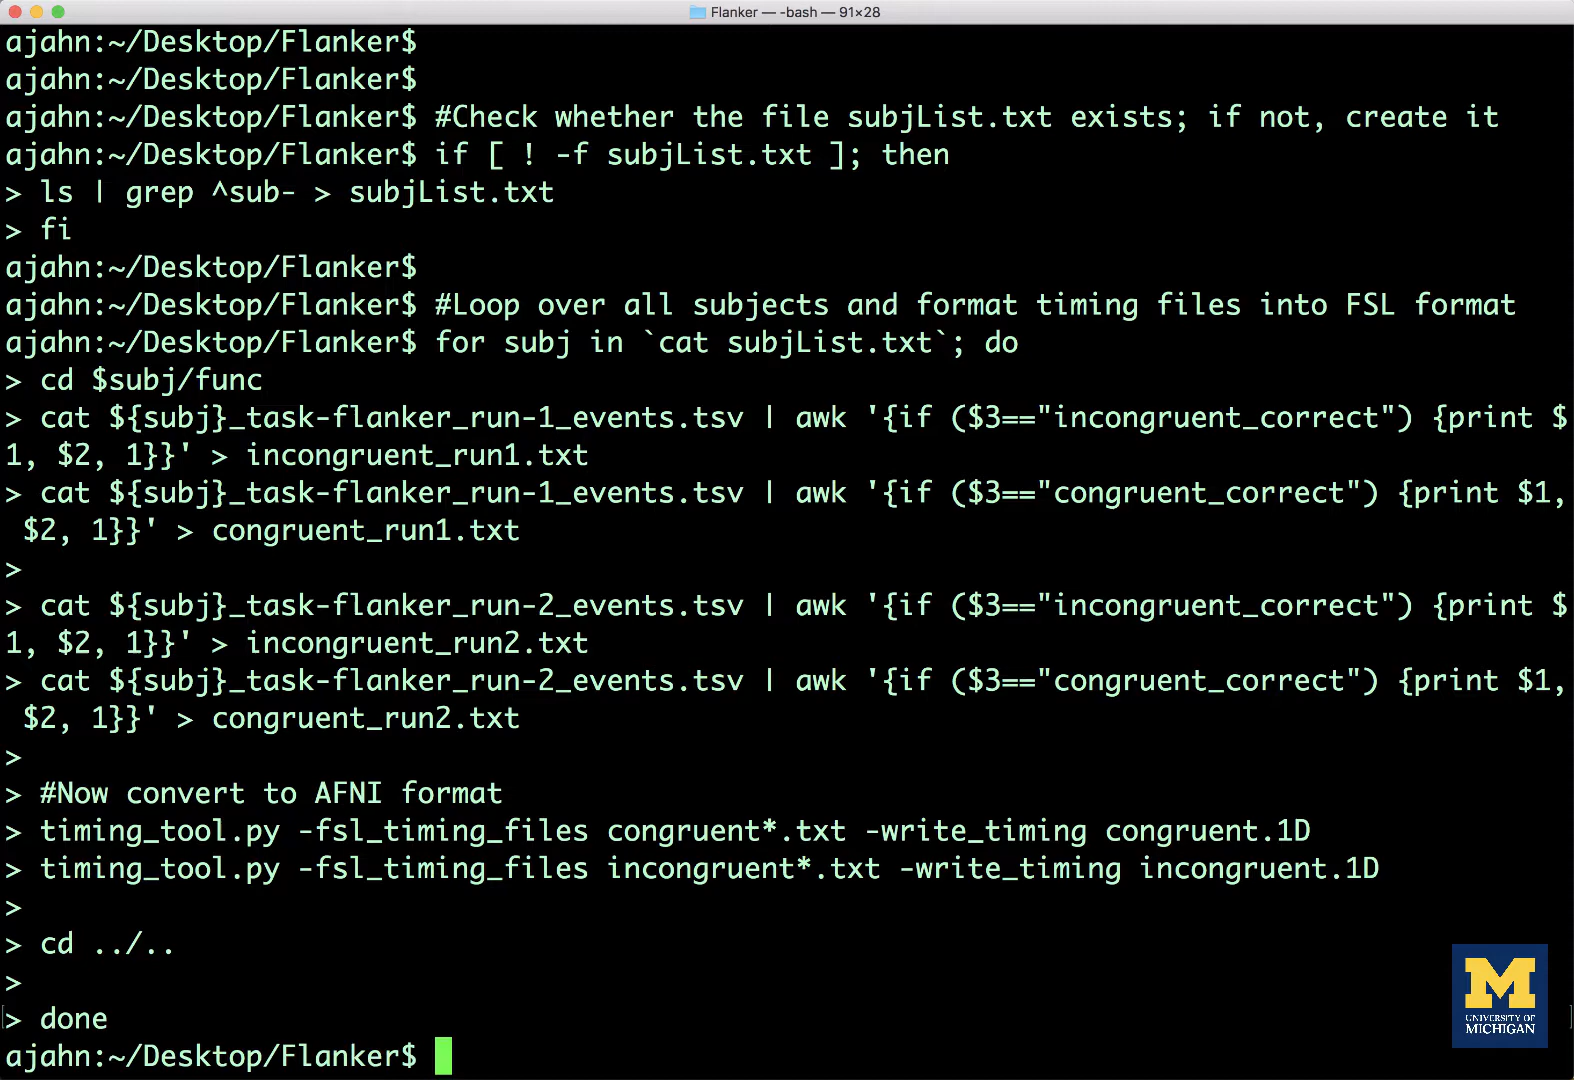 Flanker — -bash — 91×28
ajahn:~/Desktop/Flanker$
ajahn:~/Desktop/Flanker$
ajahn:~/Desktop/Flanker$ #Check whether the file subjList.txt exists; if not, create it
ajahn:~/Desktop/Flanker$ if [ ! -f subjList.txt ]; then
> ls | grep ^sub- > subjList.txt
> fi
ajahn:~/Desktop/Flanker$
ajahn:~/Desktop/Flanker$ #Loop over all subjects and format timing files into FSL format
ajahn:~/Desktop/Flanker$ for subj in `cat subjList.txt`; do
> cd $subj/func
> cat ${subj}_task-flanker_run-1_events.tsv | awk '{if ($3=="incongruent_correct") {print $
1, $2, 1}}' > incongruent_run1.txt
> cat ${subj}_task-flanker_run-1_events.tsv | awk '{if ($3=="congruent_correct") {print $1,
 $2, 1}}' > congruent_run1.txt
>
> cat ${subj}_task-flanker_run-2_events.tsv | awk '{if ($3=="incongruent_correct") {print $
1, $2, 1}}' > incongruent_run2.txt
> cat ${subj}_task-flanker_run-2_events.tsv | awk '{if ($3=="congruent_correct") {print $1,
 $2, 1}}' > congruent_run2.txt
>
> #Now convert to AFNI format
> timing_tool.py -fsl_timing_files congruent*.txt -write_timing congruent.1D
> timing_tool.py -fsl_timing_files incongruent*.txt -write_timing incongruent.1D
>
> cd ../..
>
> done
ajahn:~/Desktop/Flanker$
M
UNIVERSITY OF
MICHIGAN